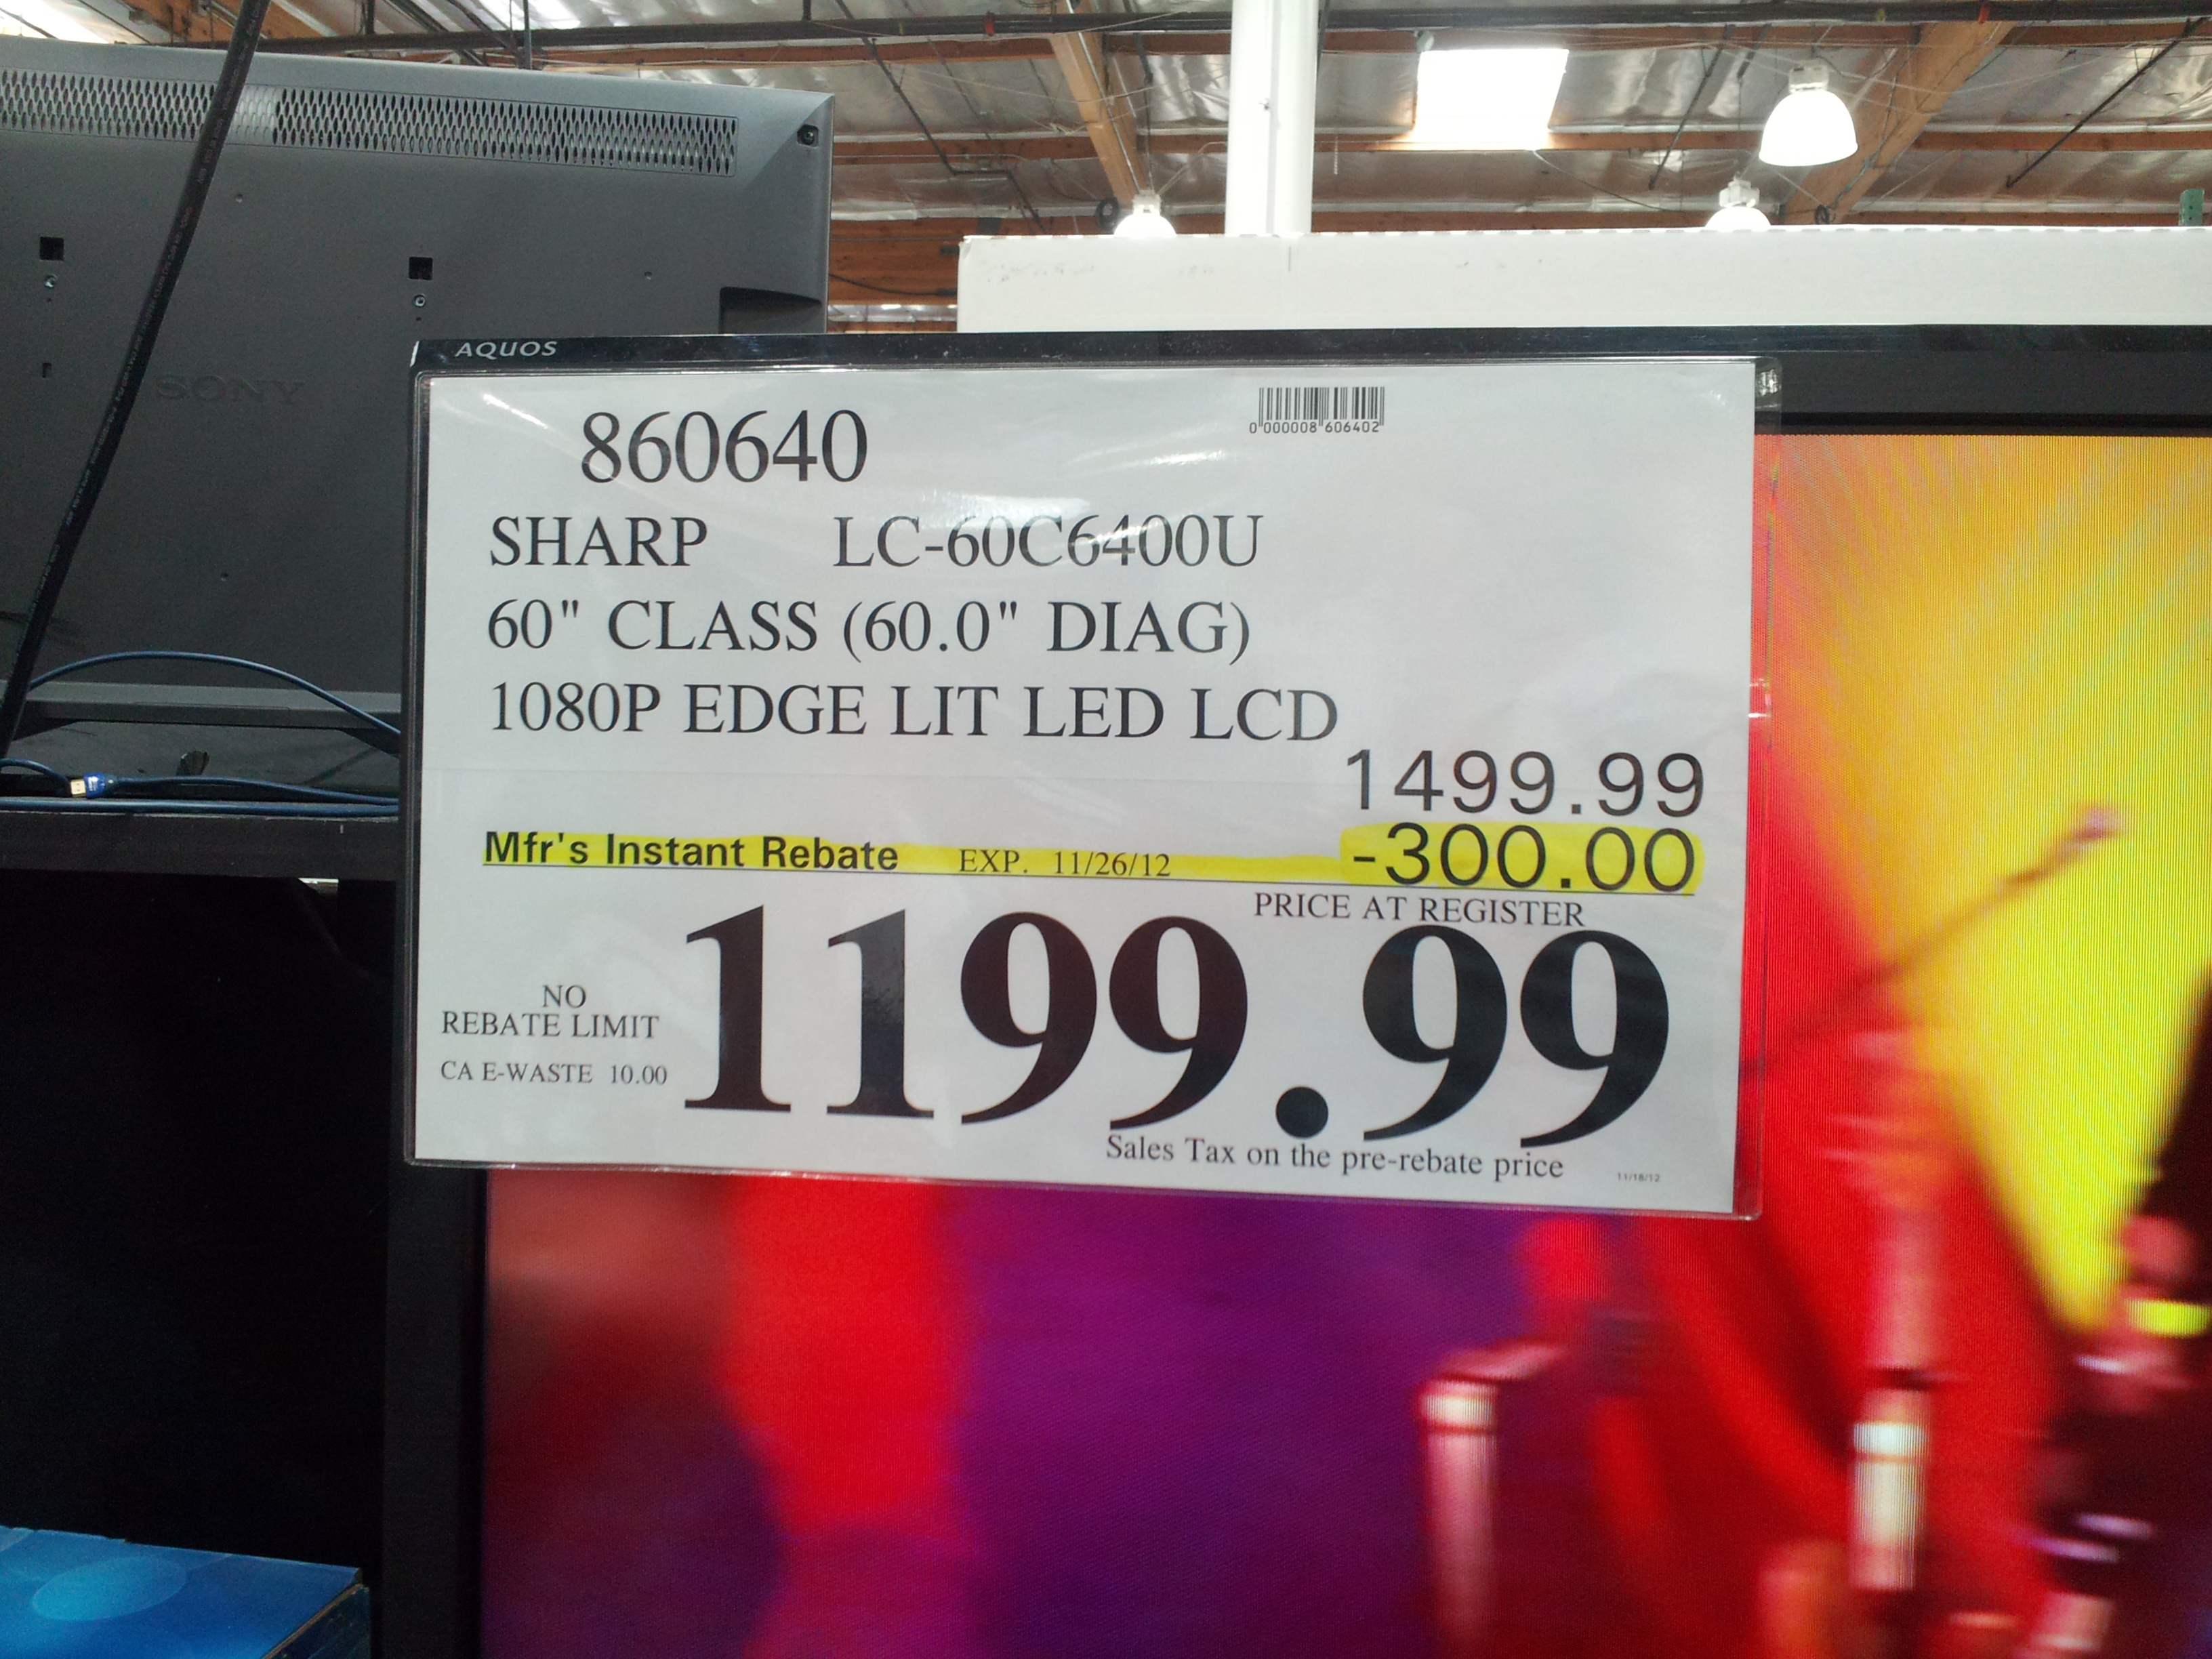 SONY
AQUOS
860640
0 000008 606402
SHARP LC-60C6400U
60" CLASS (60.0" DIAG)
1080P EDGE LIT LED LCD
1499.99
Mfr's Instant Rebate EXP. 11/26/12 -300.00
PRICE AT REGISTER
1199.99
NO
REBATE LIMIT
CA E-WASTE 10.00
Sales Tax on the pre-rebate price
11/18/12